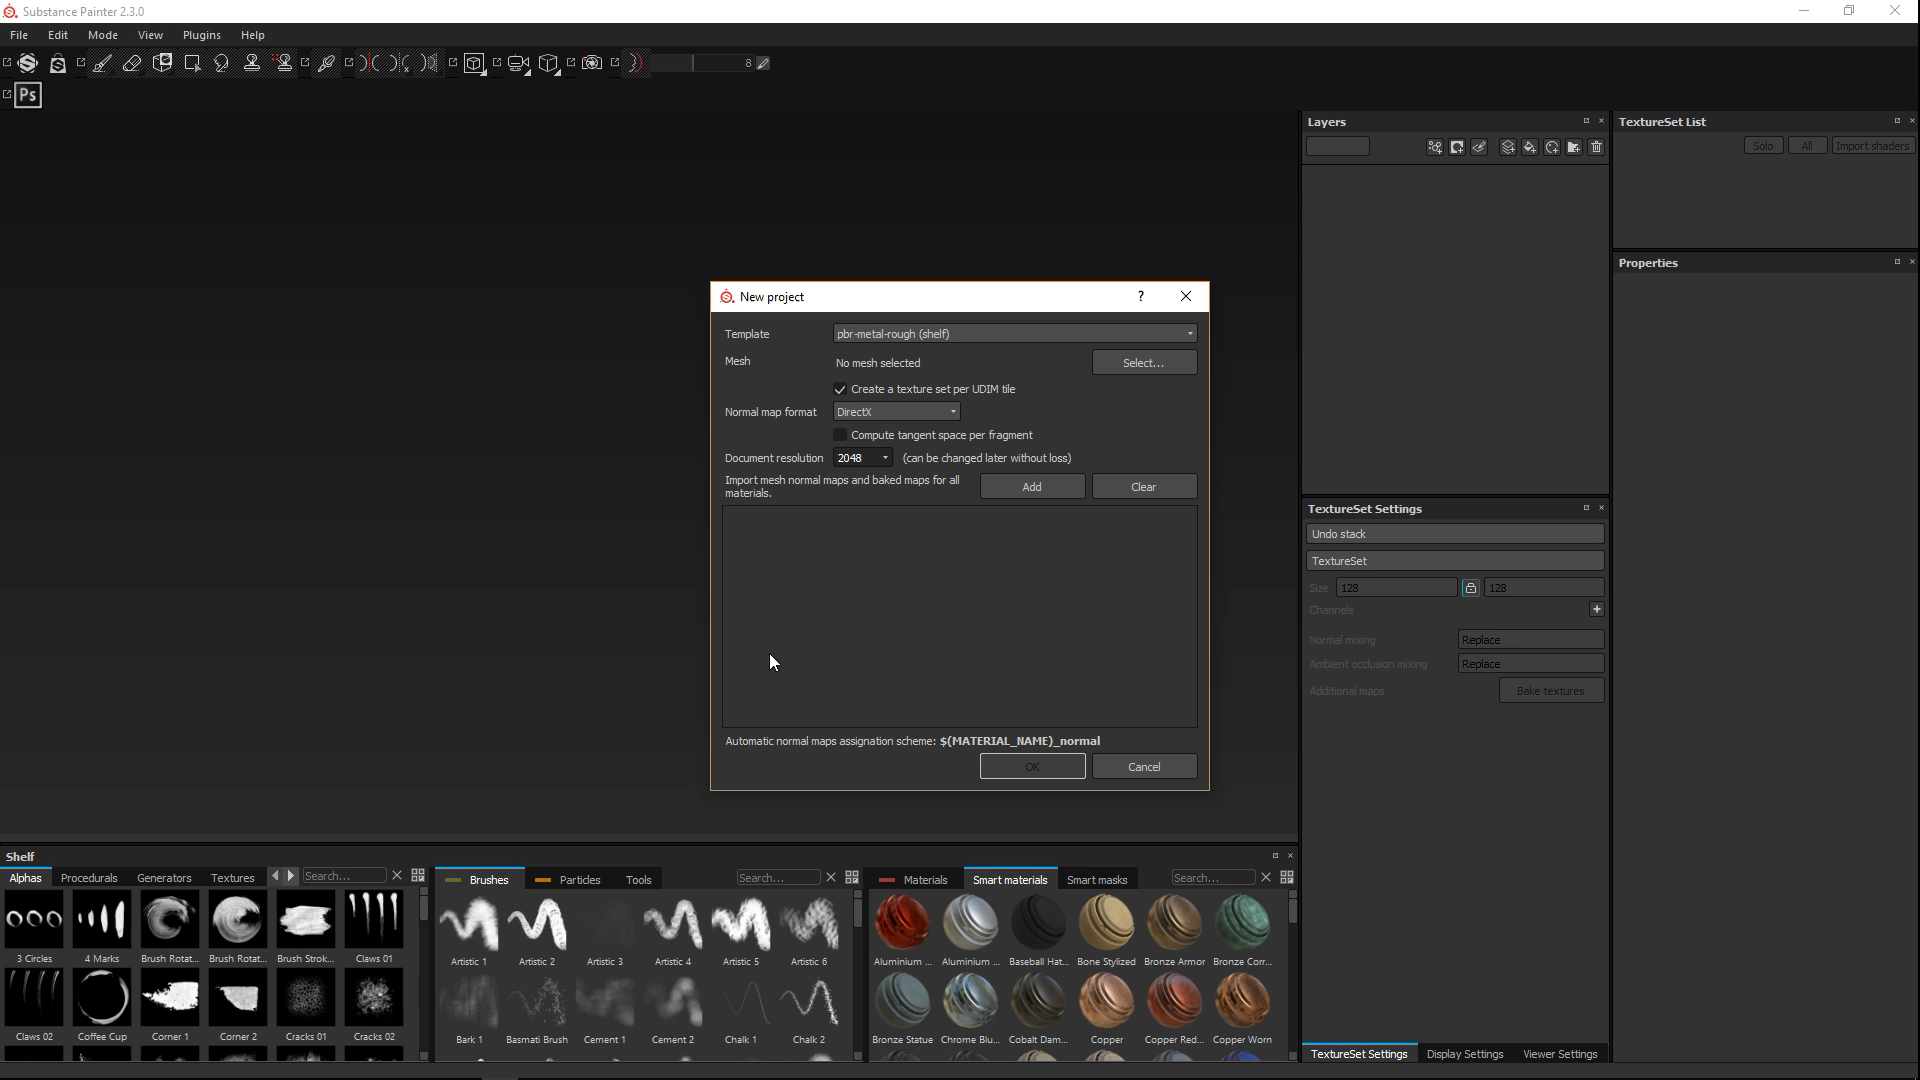 Substance Painter 2.3.0
File Edit Mode View Plugins Help
8
Ps
Layers
TextureSet List
Solo All Import shaders
Properties
New project
?
Template pbr-metal-rough (shelf)
Mesh No mesh selected Select...
Create a texture set per UDIM tile
Normal map format DirectX
Compute tangent space per fragment
Document resolution 2048 (can be changed later without loss)
Import mesh normal maps and baked maps for all
materials.
Add Clear
Automatic normal maps assignation scheme: $(MATERIAL_NAME)_normal
OK Cancel
TextureSet Settings
Undo stack
TextureSet
Size 128 128
Channels
Normal mixing Replace
Ambient occlusion mixing Replace
Additional maps Bake textures
TextureSet Settings Display Settings Viewer Settings
Shelf
Alphas Procedurals Generators Textures Search...
3 Circles 4 Marks Brush Rotat... Brush Rotat... Brush Strok... Claws 01
Claws 02 Coffee Cup Corner 1 Corner 2 Cracks 01 Cracks 02
Brushes Particles Tools Search...
Artistic 1 Artistic 2 Artistic 3 Artistic 4 Artistic 5 Artistic 6
Bark 1 Basmati Brush Cement 1 Cement 2 Chalk 1 Chalk 2
Materials Smart materials Smart masks Search...
Aluminium ... Aluminium ... Baseball Hat... Bone Stylized Bronze Armor Bronze Corr...
Bronze Statue Chrome Blu... Cobalt Dam... Copper Copper Red... Copper Worn